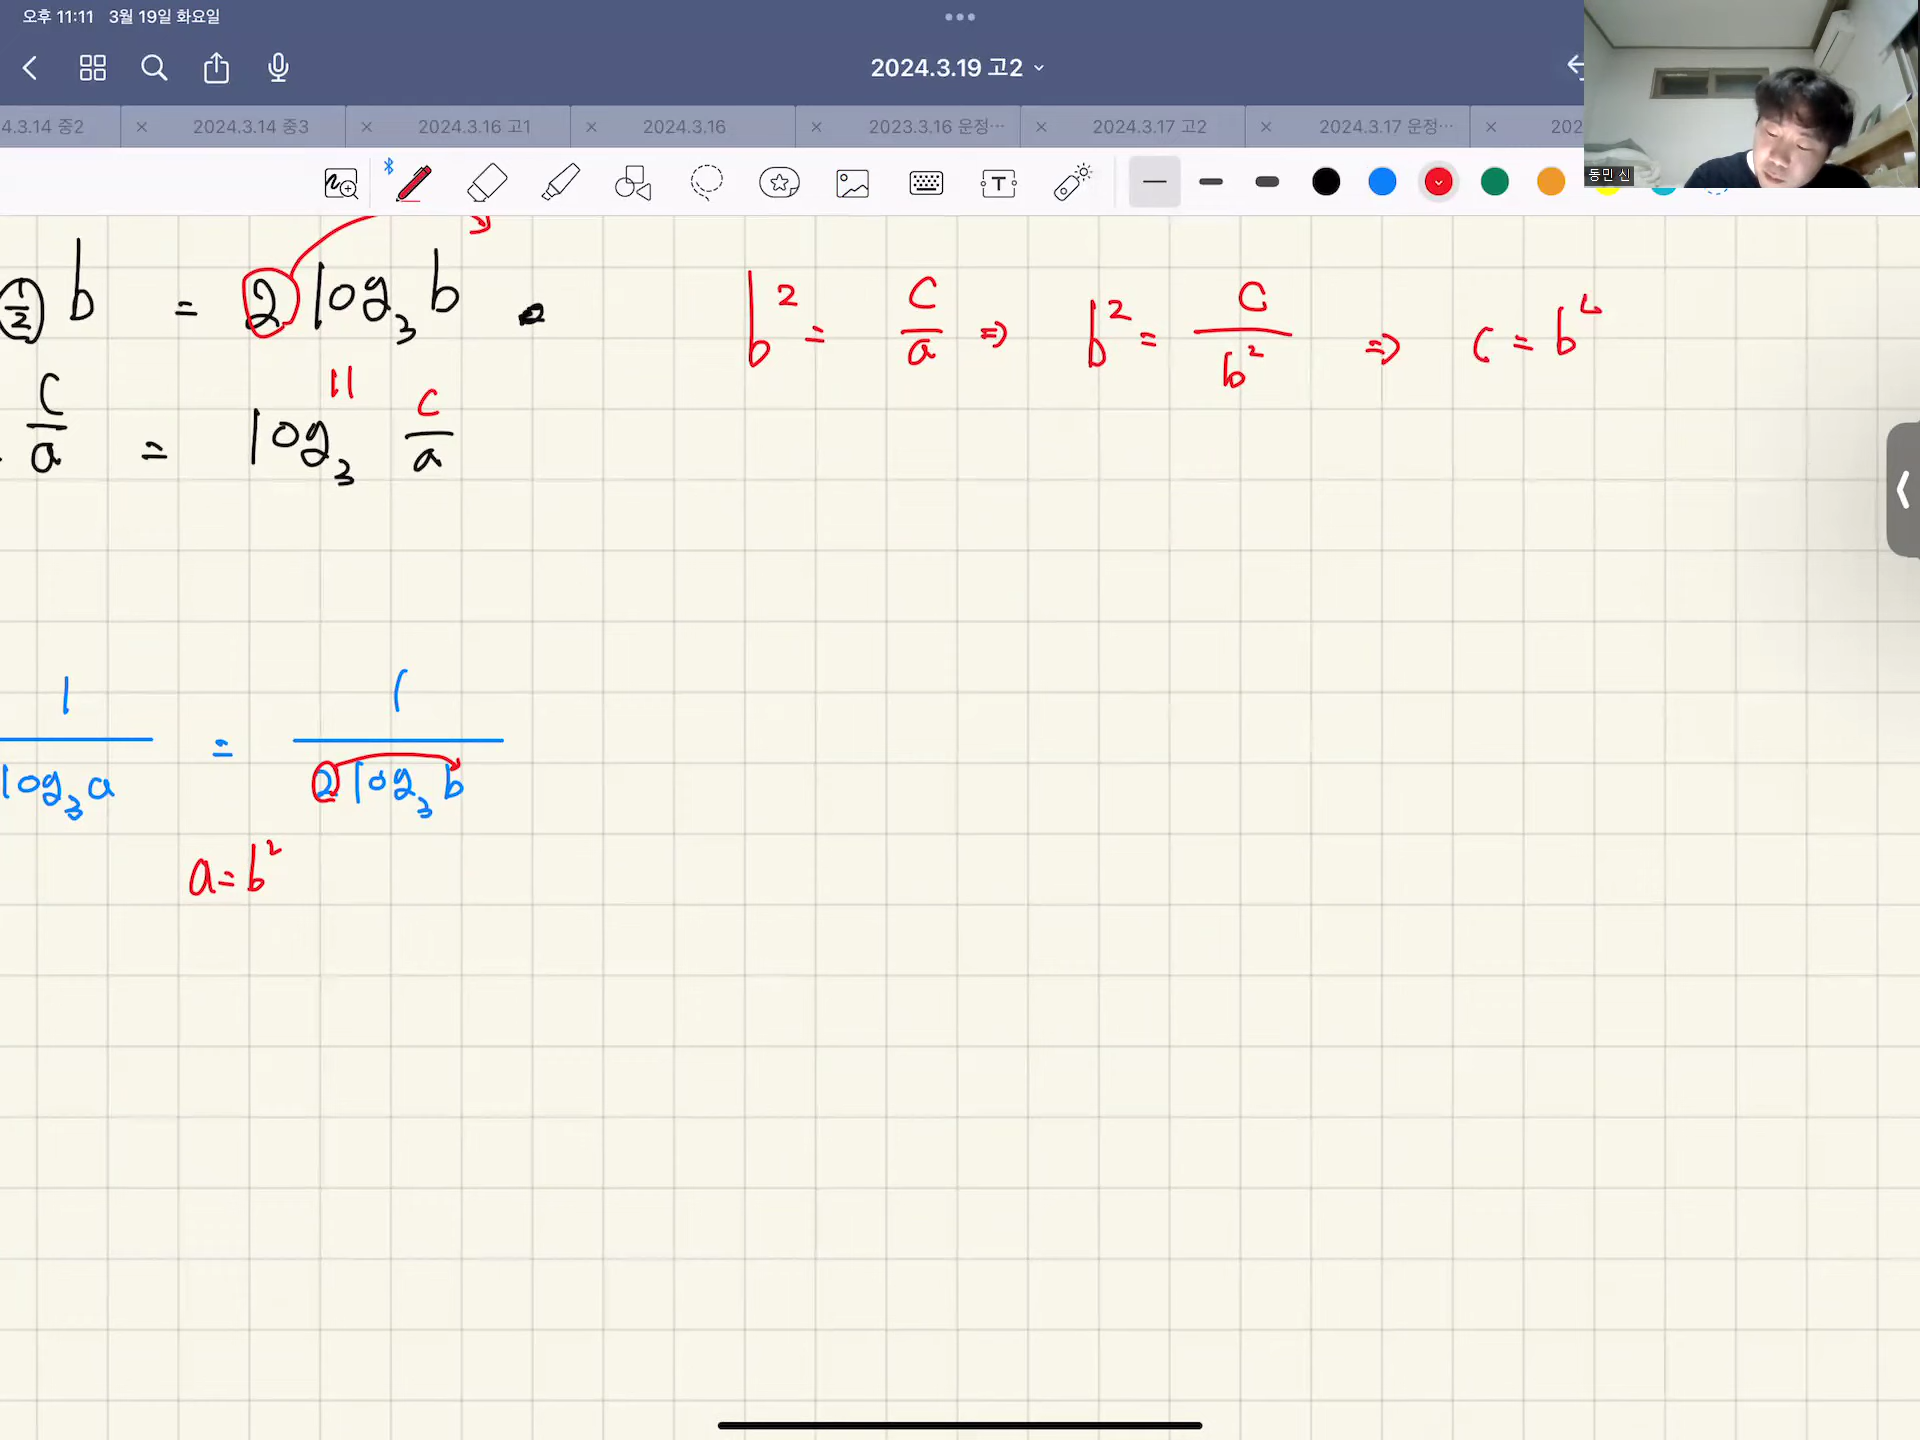 오후 11:11 3월 19일 화요일
2024.3.19 고2
4.3.14 중2 2024.3.14 중3 2024.3.16 고1 2024.3.16 2023.3.16 운정… 2024.3.17 고2 2024.3.17 운정… 202
동민 신
½ b = 2 log₃ b
c/a = log₃ c/a
b² = c/a ⇒ b² = c/b² ⇒ c = b⁴
1/log₃a = 1/2log₃b
a = b²